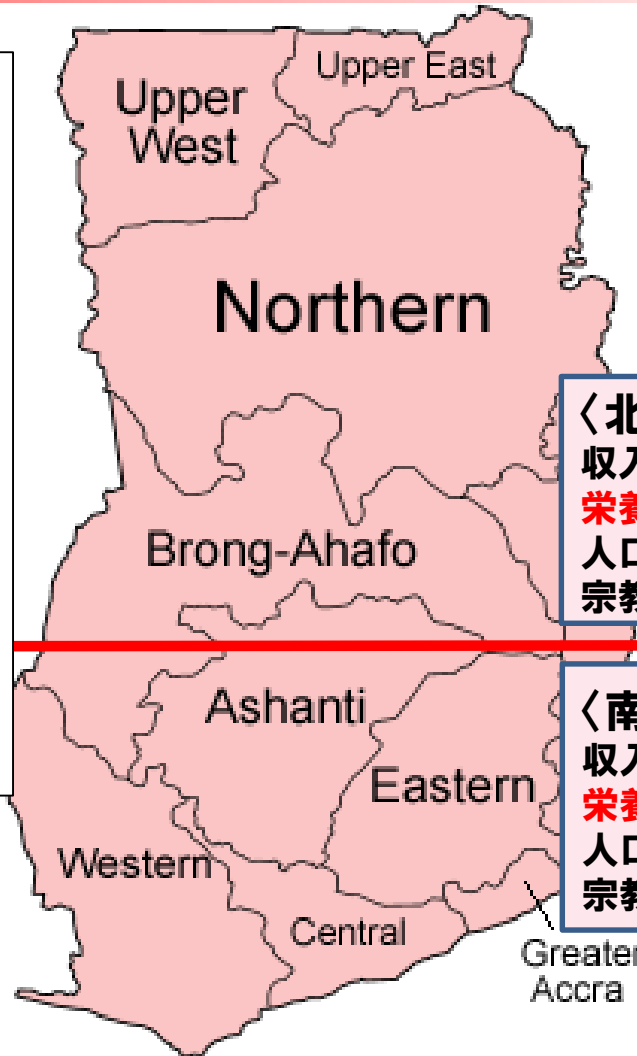 Upper East
Upper
West
Northern
〈北
収入
栄養
人口
宗教
Brong-Ahafo
Ashanti
〈南
収入
栄養
人口
宗教
Eastern
Western
Central
Greater
Accra